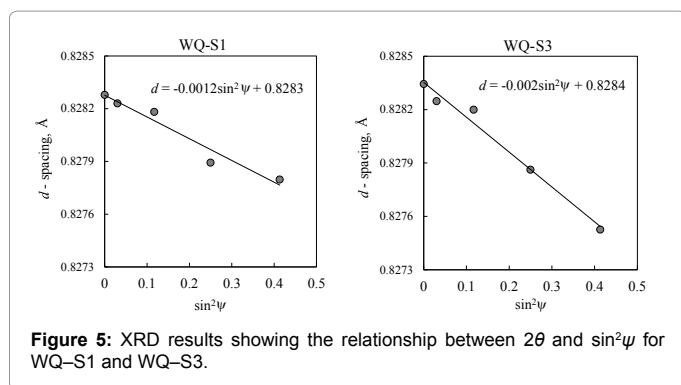 WQ-S1
d = -0.0012sin²ψ + 0.8283
0.8285
0.8282
0.8279
0.8276
0.8273
d - spacing, Å
0 0.1 0.2 0.3 0.4 0.5
sin²ψ
WQ-S3
d = -0.002sin²ψ + 0.8284
0.8285
0.8282
0.8279
0.8276
0.8273
d - spacing, Å
0 0.1 0.2 0.3 0.4 0.5
sin²ψ
Figure 5: XRD results showing the relationship between 2θ and sin²ψ for
WQ–S1 and WQ–S3.